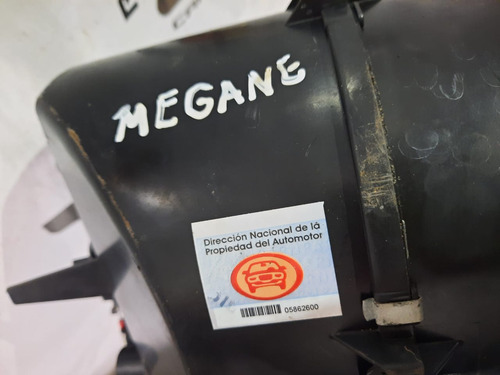 MEGANE
Dirección Nacional de la
Propiedad del Automotor
05862600